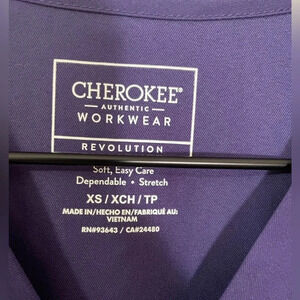 CHEROKEE®
— AUTHENTIC —
WORKWEAR
REVOLUTION
Soft, Easy Care
Dependable • Stretch
XS / XCH / TP
MADE IN/HECHO EN/FABRIQUÉ AU:
VIETNAM
RN#93643 / CA#24480